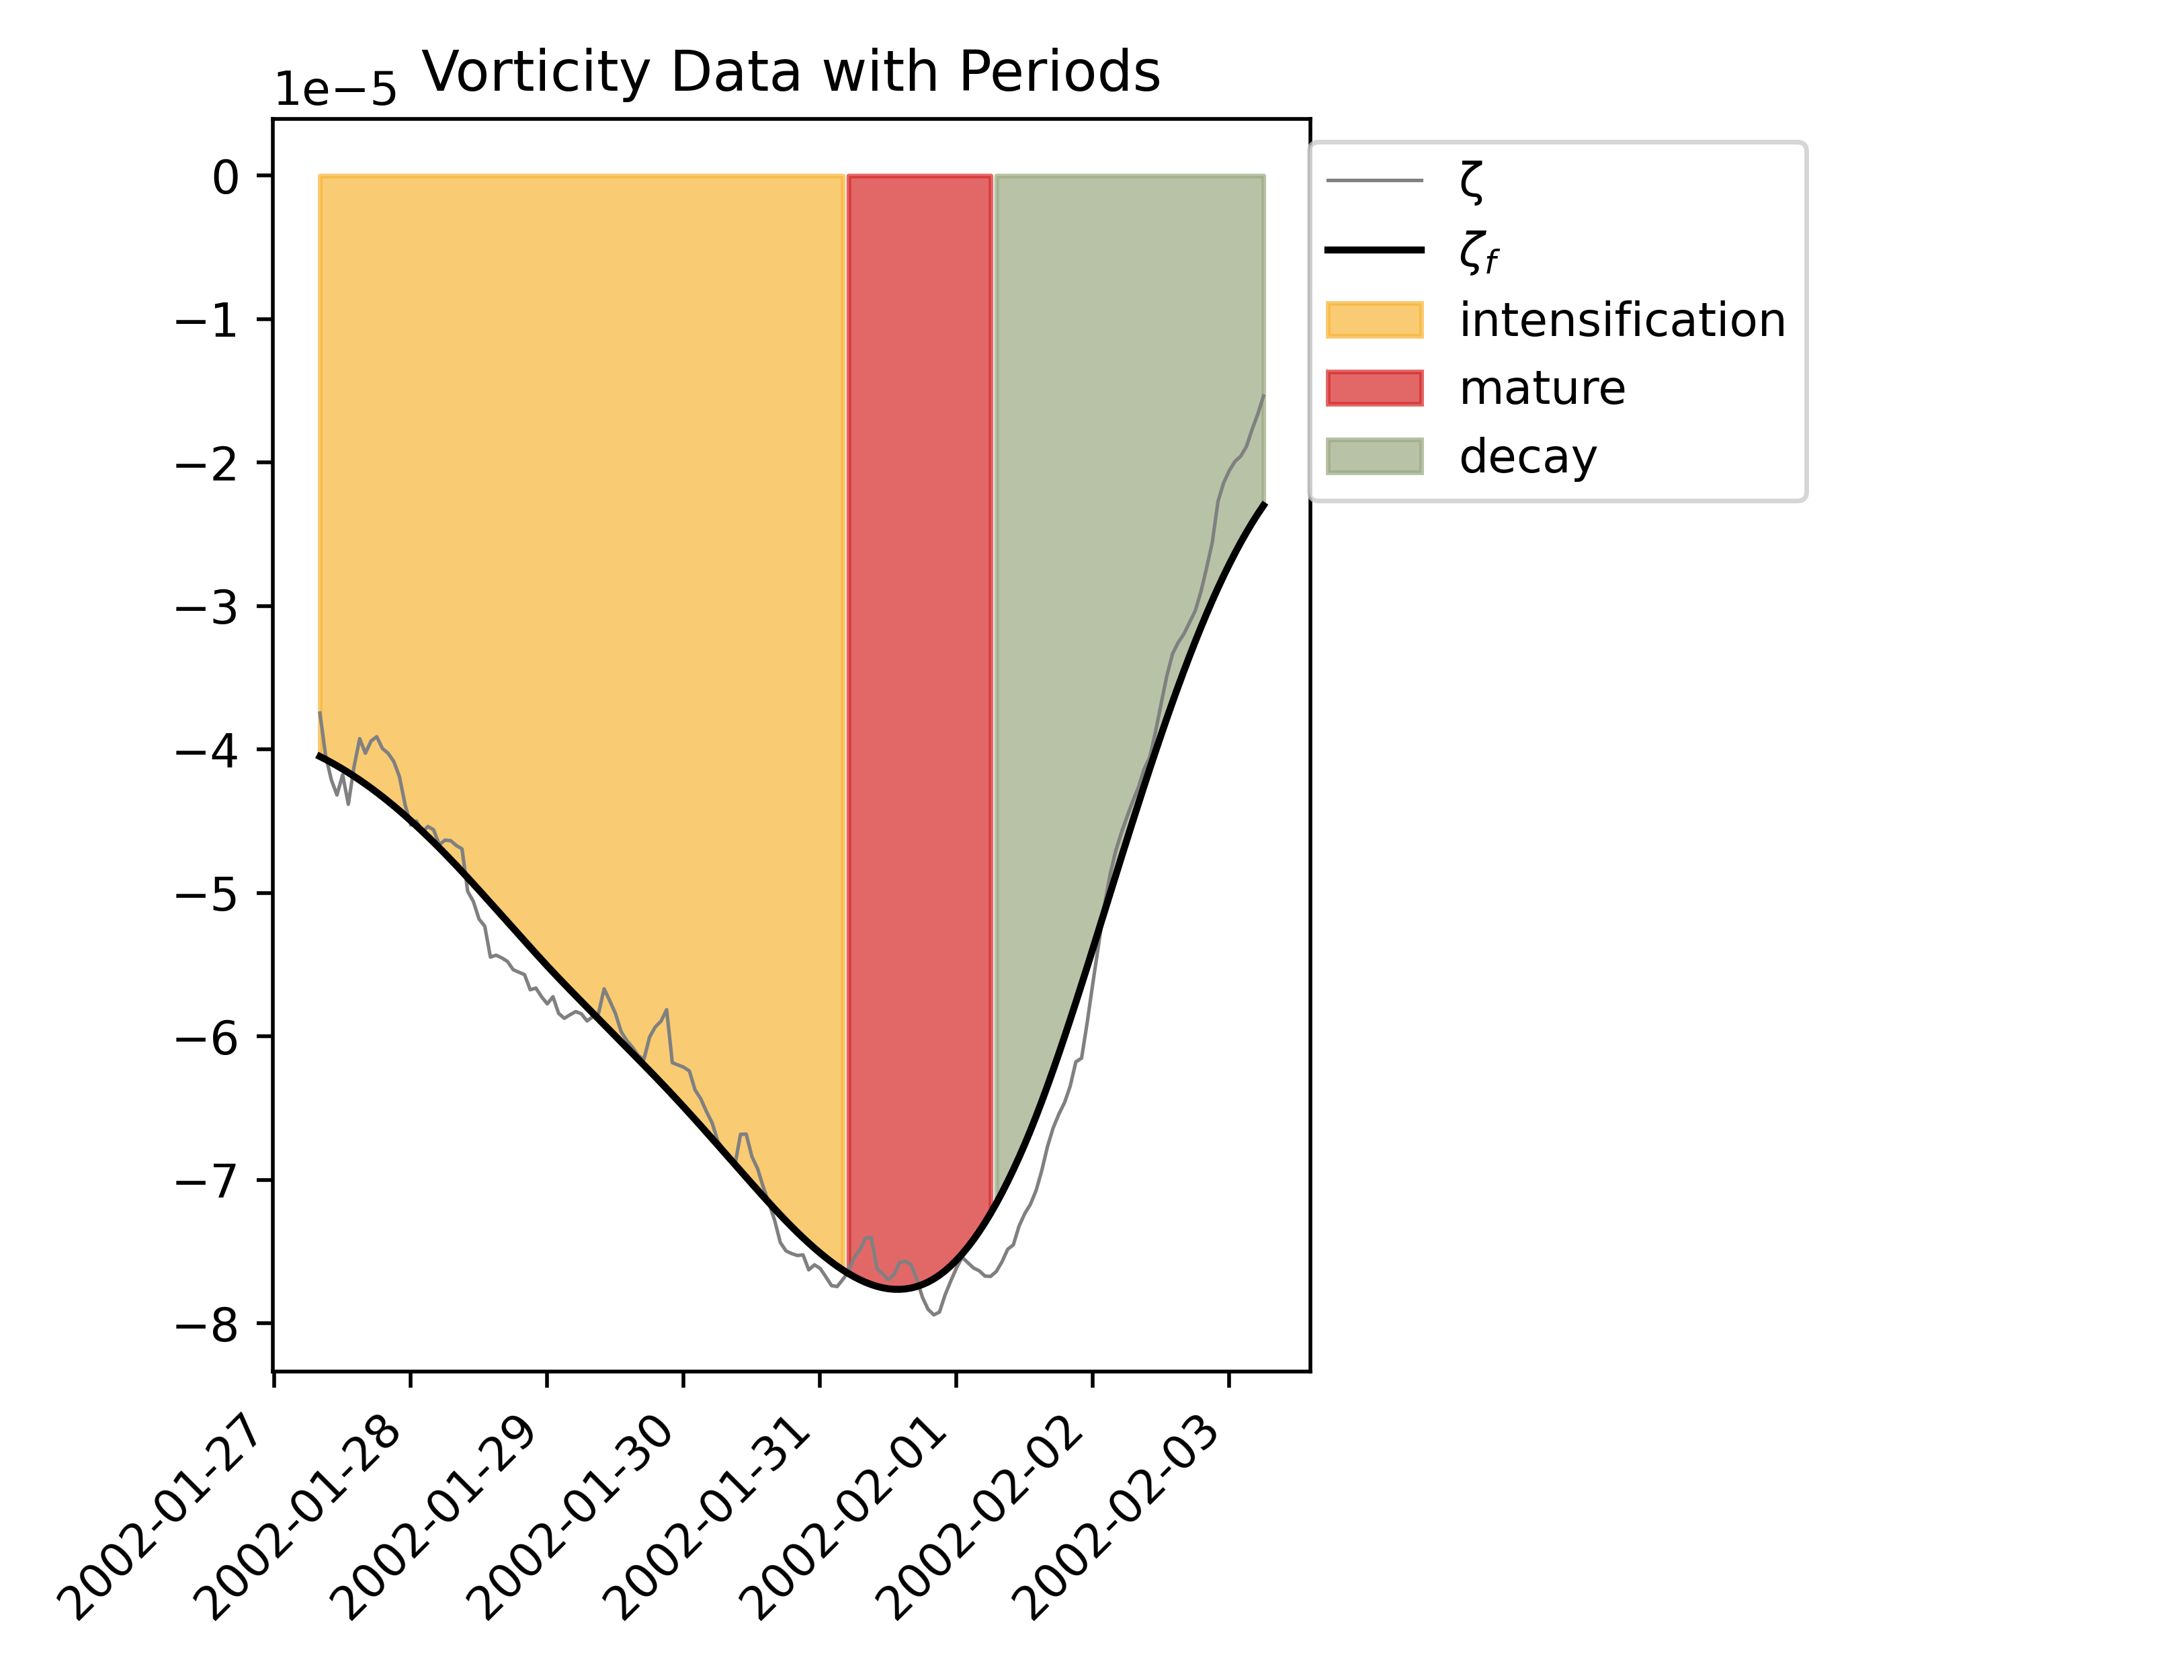 Vorticity Data with Periods
1e−5
0
−1
−2
−3
−4
−5
−6
−7
−8
2002-01-27
2002-01-28
2002-01-29
2002-01-30
2002-01-31
2002-02-01
2002-02-02
2002-02-03
ζ
ζf
intensification
mature
decay